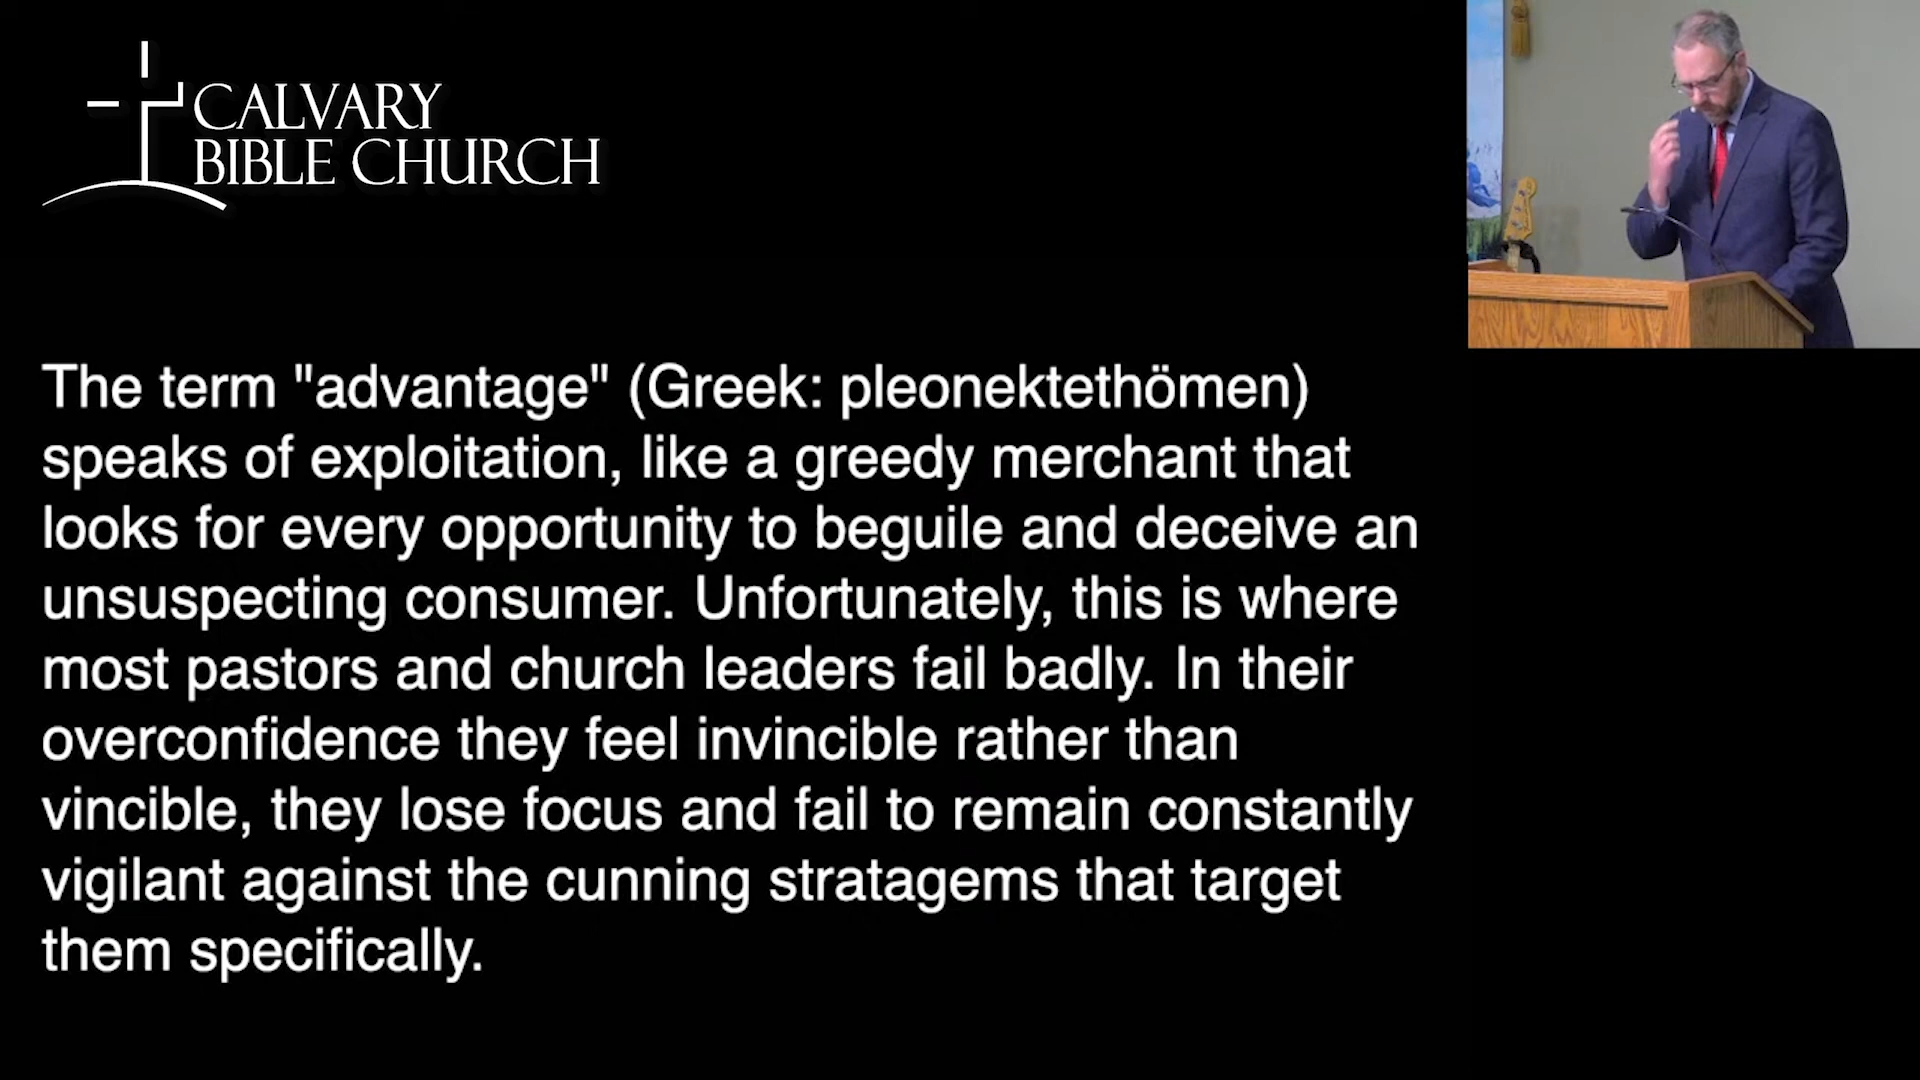 CALVARY
BIBLE CHURCH
The term "advantage" (Greek: pleonektethömen)
speaks of exploitation, like a greedy merchant that
looks for every opportunity to beguile and deceive an
unsuspecting consumer. Unfortunately, this is where
most pastors and church leaders fail badly. In their
overconfidence they feel invincible rather than
vincible, they lose focus and fail to remain constantly
vigilant against the cunning stratagems that target
them specifically.